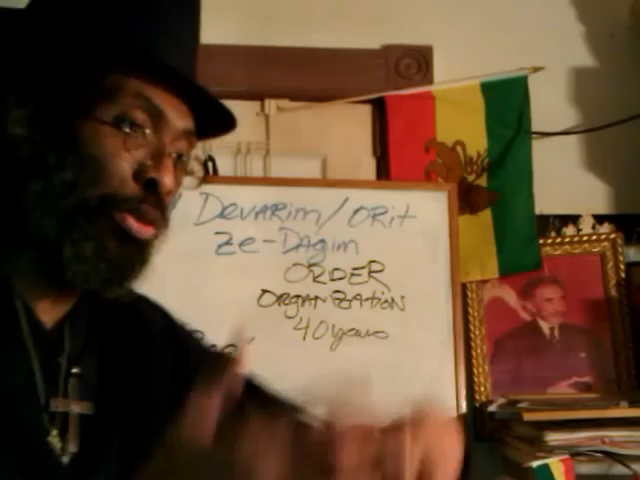 Devarim/Orit
Ze-Dagim
ORDER
ORGANIZATION
40 years